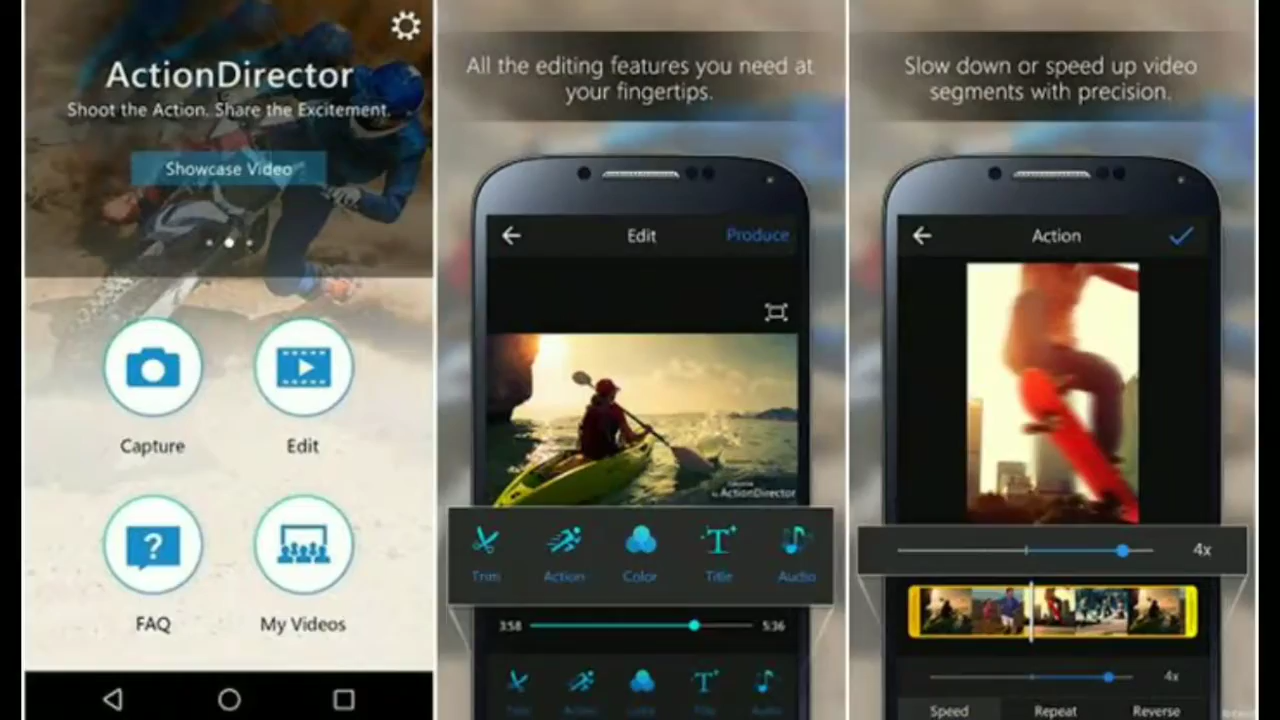 ActionDirector
Shoot the Action. Share the Excitement.
Showcase Video
Capture
Edit
FAQ
My Videos
All the editing features you need at
your fingertips.
Edit
Produce
by ActionDirector
Trim
Action
Color
Title
Audio
3:58
5:36
Title
Slow down or speed up video
segments with precision.
Action
4x
4x
Speed
Repeat
Reverse